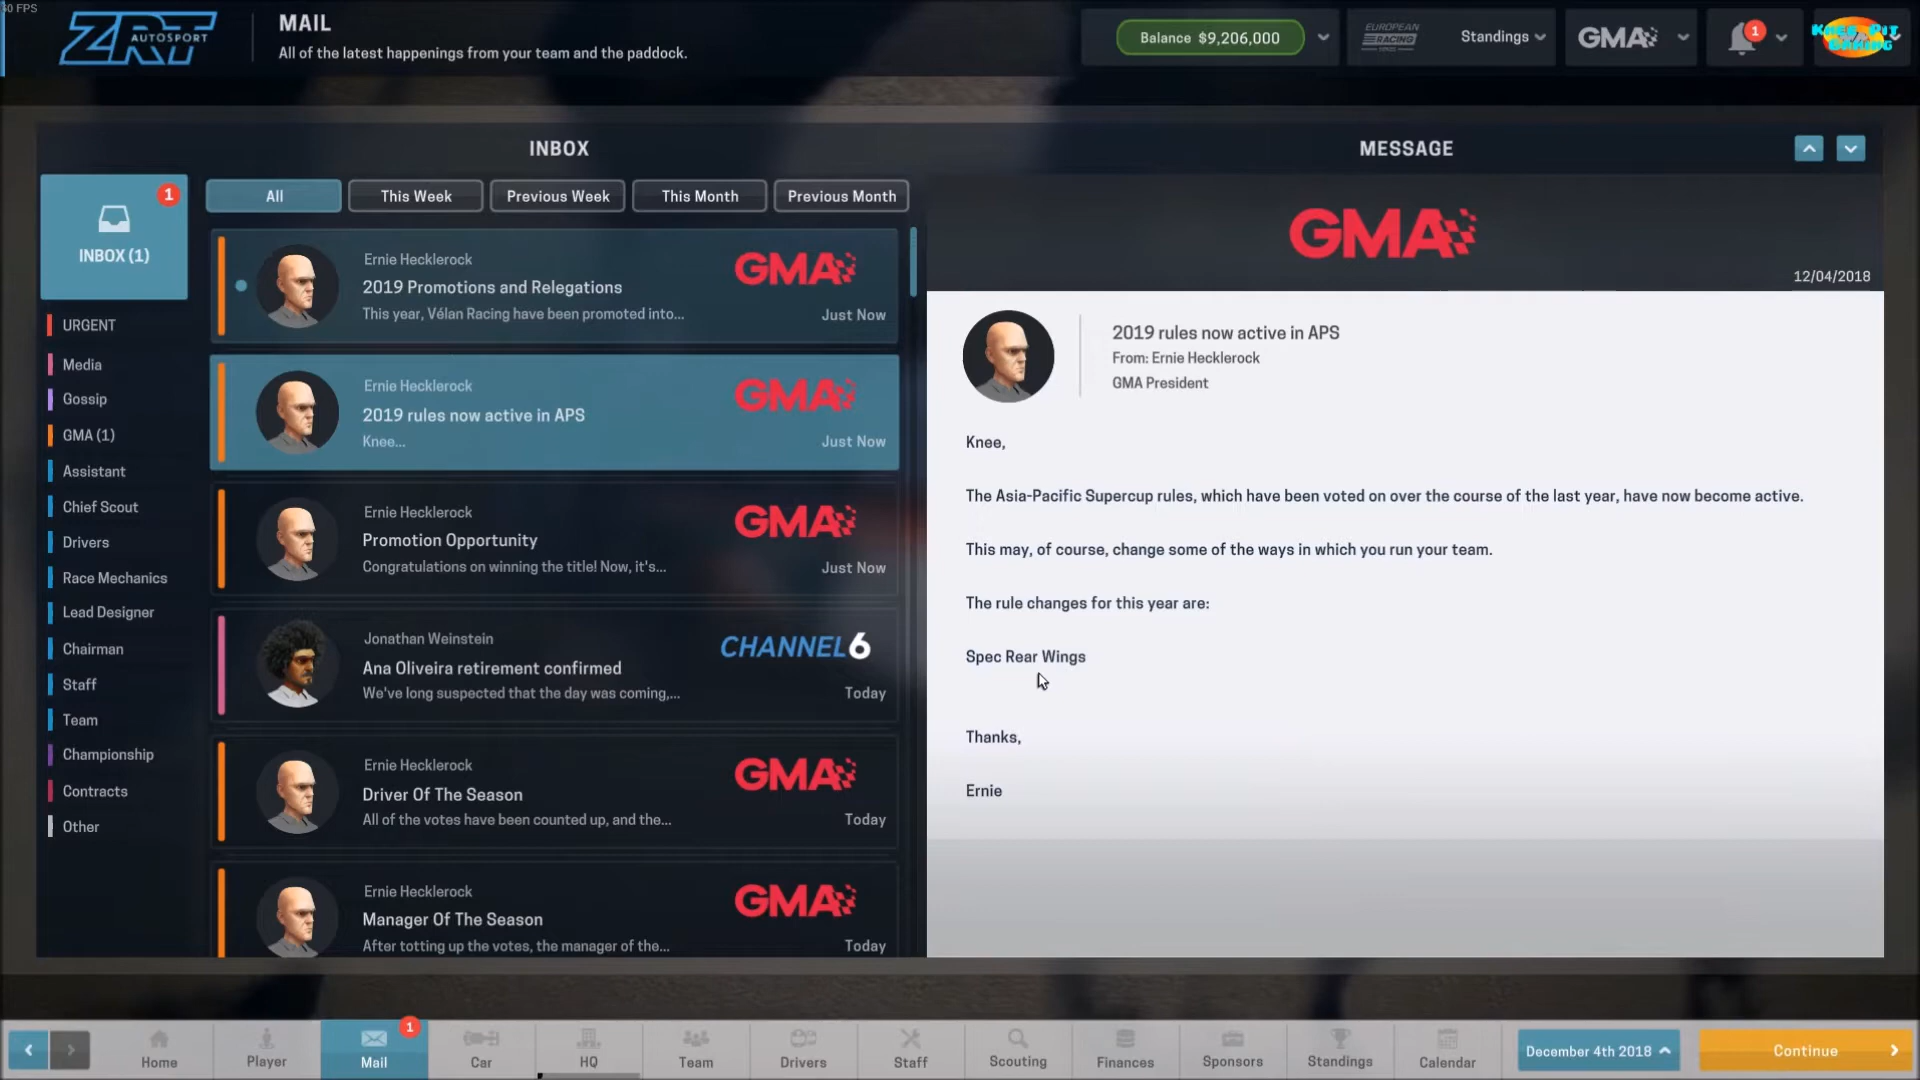 60 FPS
ZRT
AUTOSPORT
MAIL
All of the latest happenings from your team and the paddock.
Balance $9,206,000
EUROPEAN
RACING
SERIES
Standings
GMA
1
KNEE PIT
GAMING
INBOX
MESSAGE
1
INBOX (1)
URGENT
Media
Gossip
GMA (1)
Assistant
Chief Scout
Drivers
Race Mechanics
Lead Designer
Chairman
Staff
Team
Championship
Contracts
Other
All
This Week
Previous Week
This Month
Previous Month
Ernie Hecklerock
2019 Promotions and Relegations
This year, Vélan Racing have been promoted into...
GMA
Just Now
Ernie Hecklerock
2019 rules now active in APS
Knee...
GMA
Just Now
Ernie Hecklerock
Promotion Opportunity
Congratulations on winning the title! Now, it's...
GMA
Just Now
Jonathan Weinstein
Ana Oliveira retirement confirmed
We've long suspected that the day was coming,...
CHANNEL6
Today
Ernie Hecklerock
Driver Of The Season
All of the votes have been counted up, and the...
GMA
Today
Ernie Hecklerock
Manager Of The Season
After totting up the votes, the manager of the...
GMA
Today
GMA
12/04/2018
2019 rules now active in APS
From: Ernie Hecklerock
GMA President
Knee,
The Asia-Pacific Supercup rules, which have been voted on over the course of the last year, have now become active.
This may, of course, change some of the ways in which you run your team.
The rule changes for this year are:
Spec Rear Wings
Thanks,
Ernie
Home
Player
1
Mail
Car
HQ
Team
Drivers
Staff
Scouting
Finances
Sponsors
Standings
Calendar
December 4th 2018
Continue